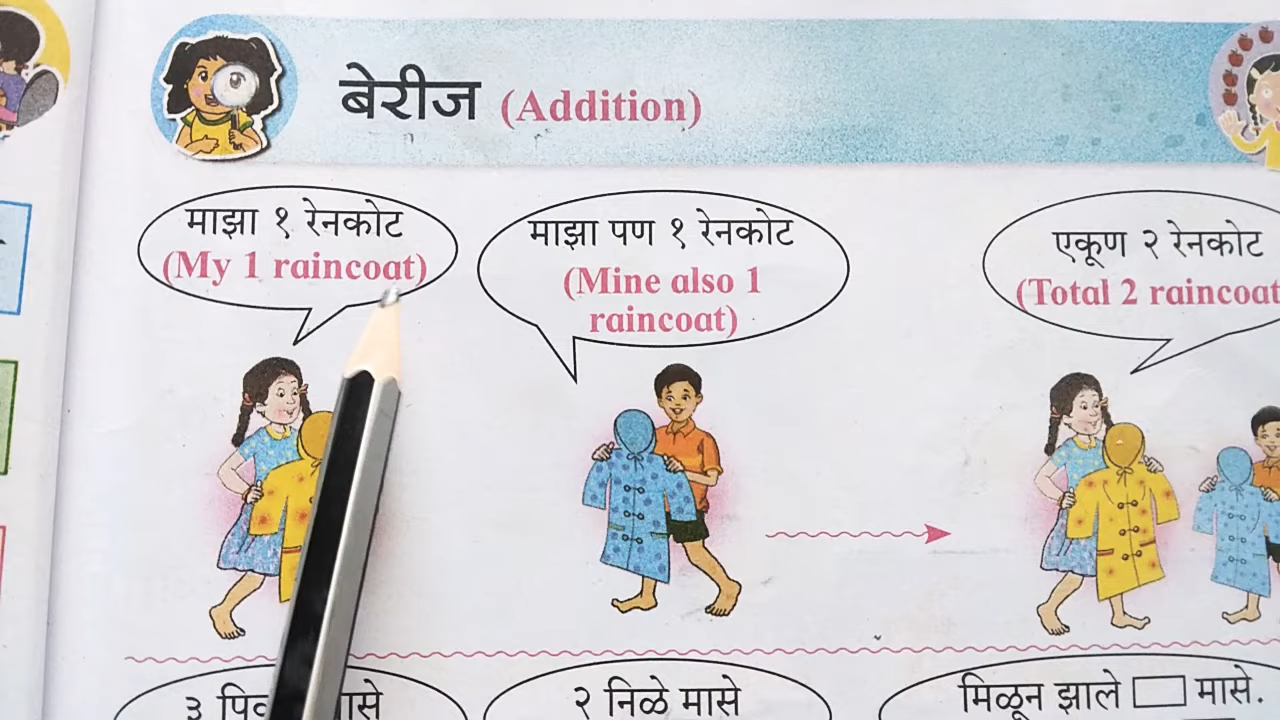 बेरीज (Addition)
माझा १ रेनकोट
(My 1 raincoat)
माझा पण १ रेनकोट
(Mine also 1
raincoat)
एकूण २ रेनकोट
(Total 2 raincoat
३
२ निळे मासे
मिळून झाले मासे.